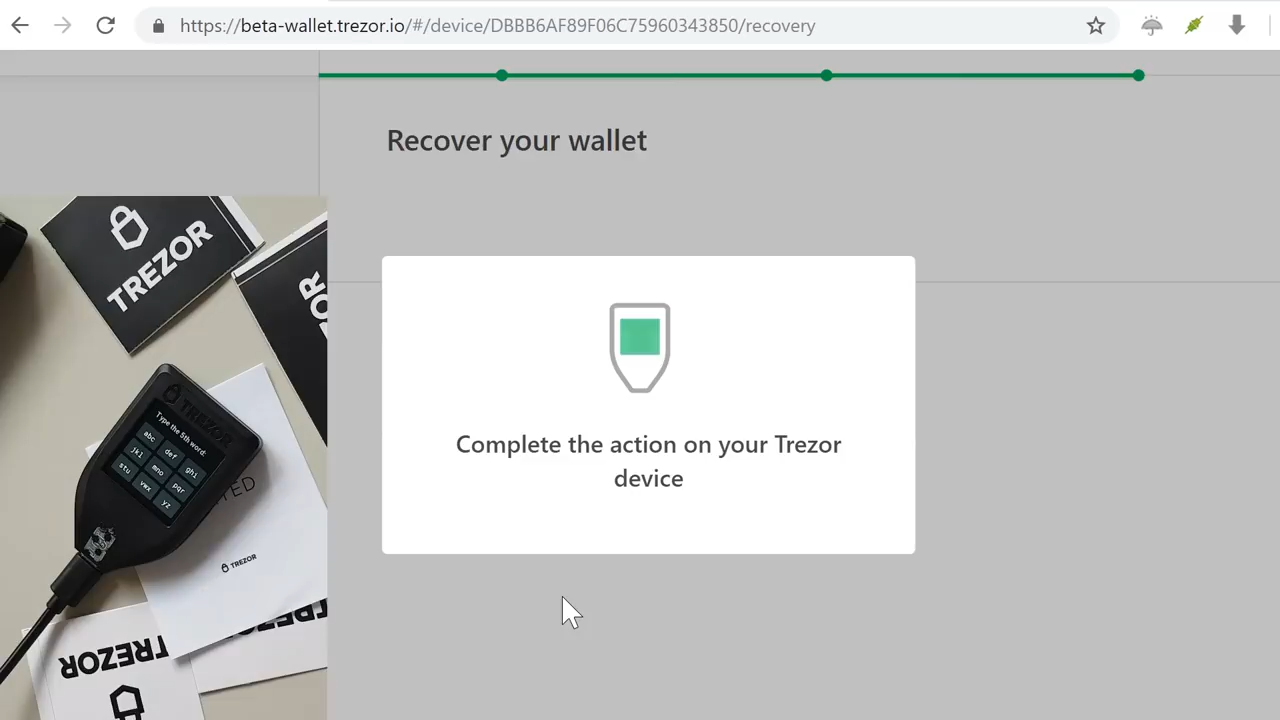 https://beta-wallet.trezor.io/#/device/DBBB6AF89F06C75960343850/recovery
Recover your wallet
Complete the action on your Trezor
device
TREZOR
TREZOR
Type the 5th word:
abc
def
ghi
jkl
mno
pqr
stu
vwx
yz
TREZOR
TREZOR